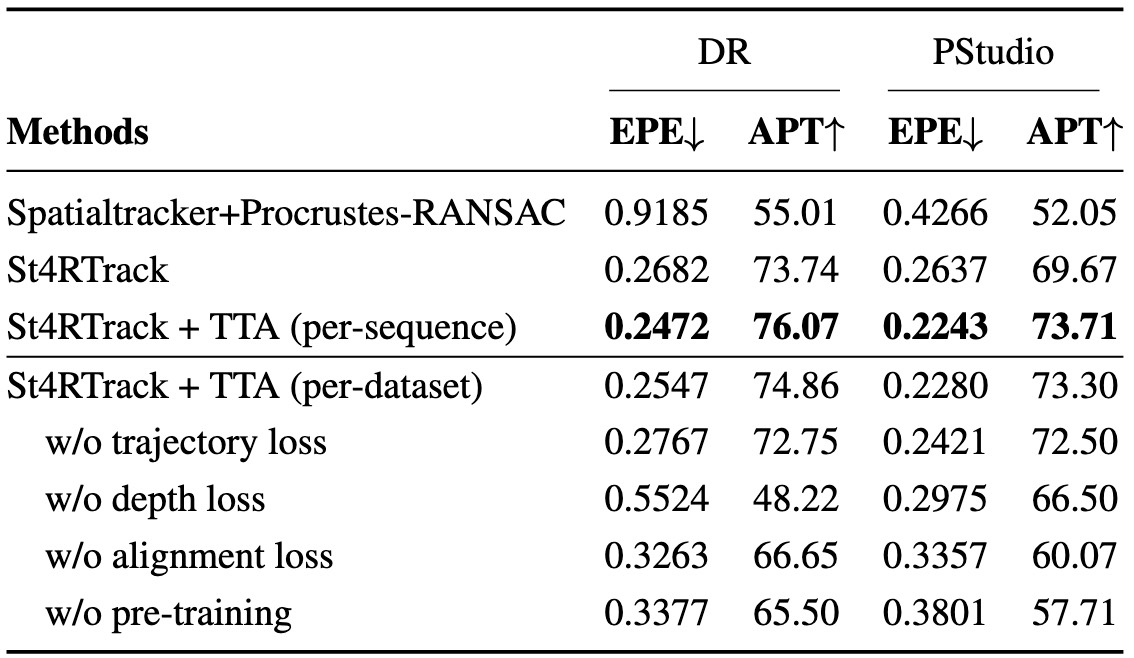 DR PStudio
Methods EPE↓ APT↑ EPE↓ APT↑
Spatialtracker+Procrustes-RANSAC 0.9185 55.01 0.4266 52.05
St4RTrack 0.2682 73.74 0.2637 69.67
St4RTrack + TTA (per-sequence) 0.2472 76.07 0.2243 73.71
St4RTrack + TTA (per-dataset) 0.2547 74.86 0.2280 73.30
w/o trajectory loss 0.2767 72.75 0.2421 72.50
w/o depth loss 0.5524 48.22 0.2975 66.50
w/o alignment loss 0.3263 66.65 0.3357 60.07
w/o pre-training 0.3377 65.50 0.3801 57.71